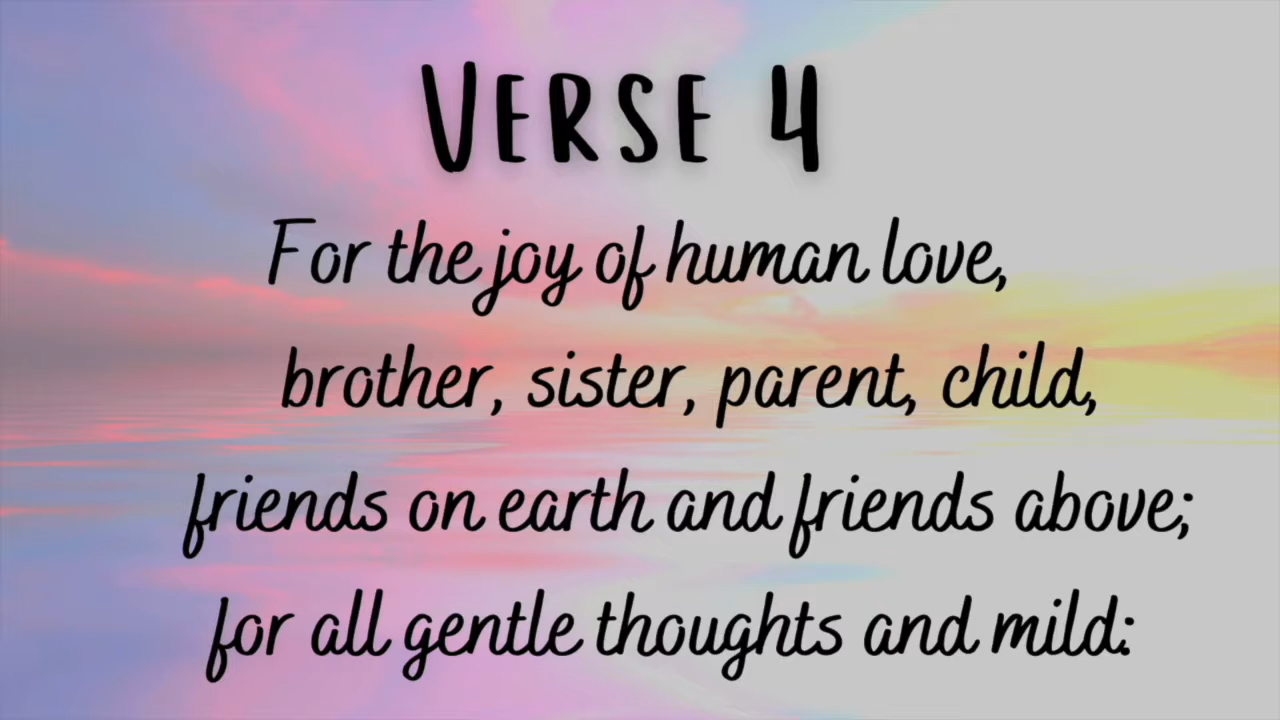 VERSE 4
For the joy of human love,
brother, sister, parent, child,
friends on earth and friends above;
for all gentle thoughts and mild: